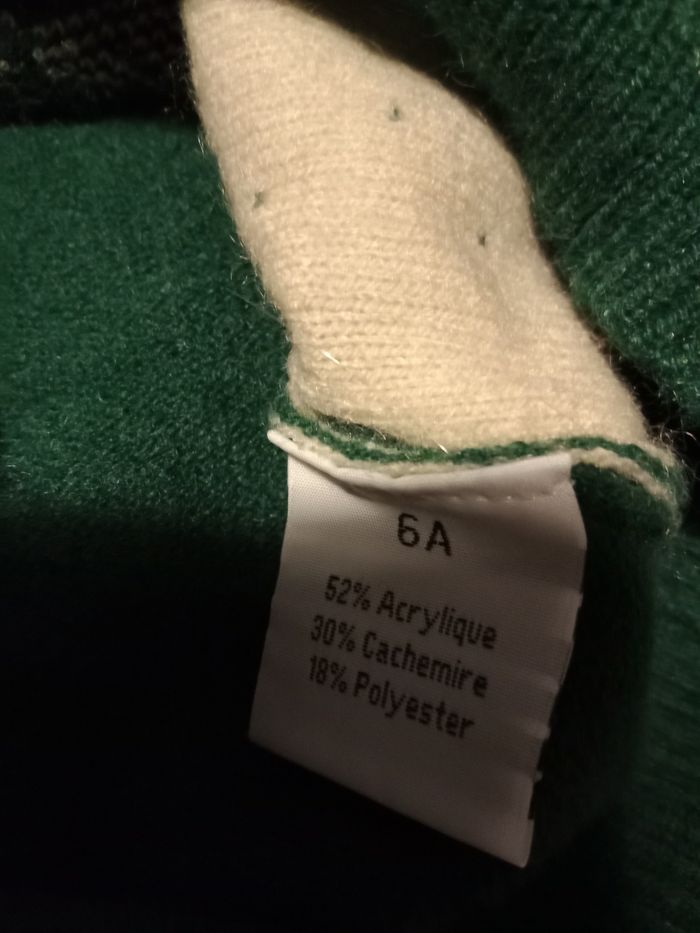 6A
52% Acrylique
30% Cachemire
18% Polyester